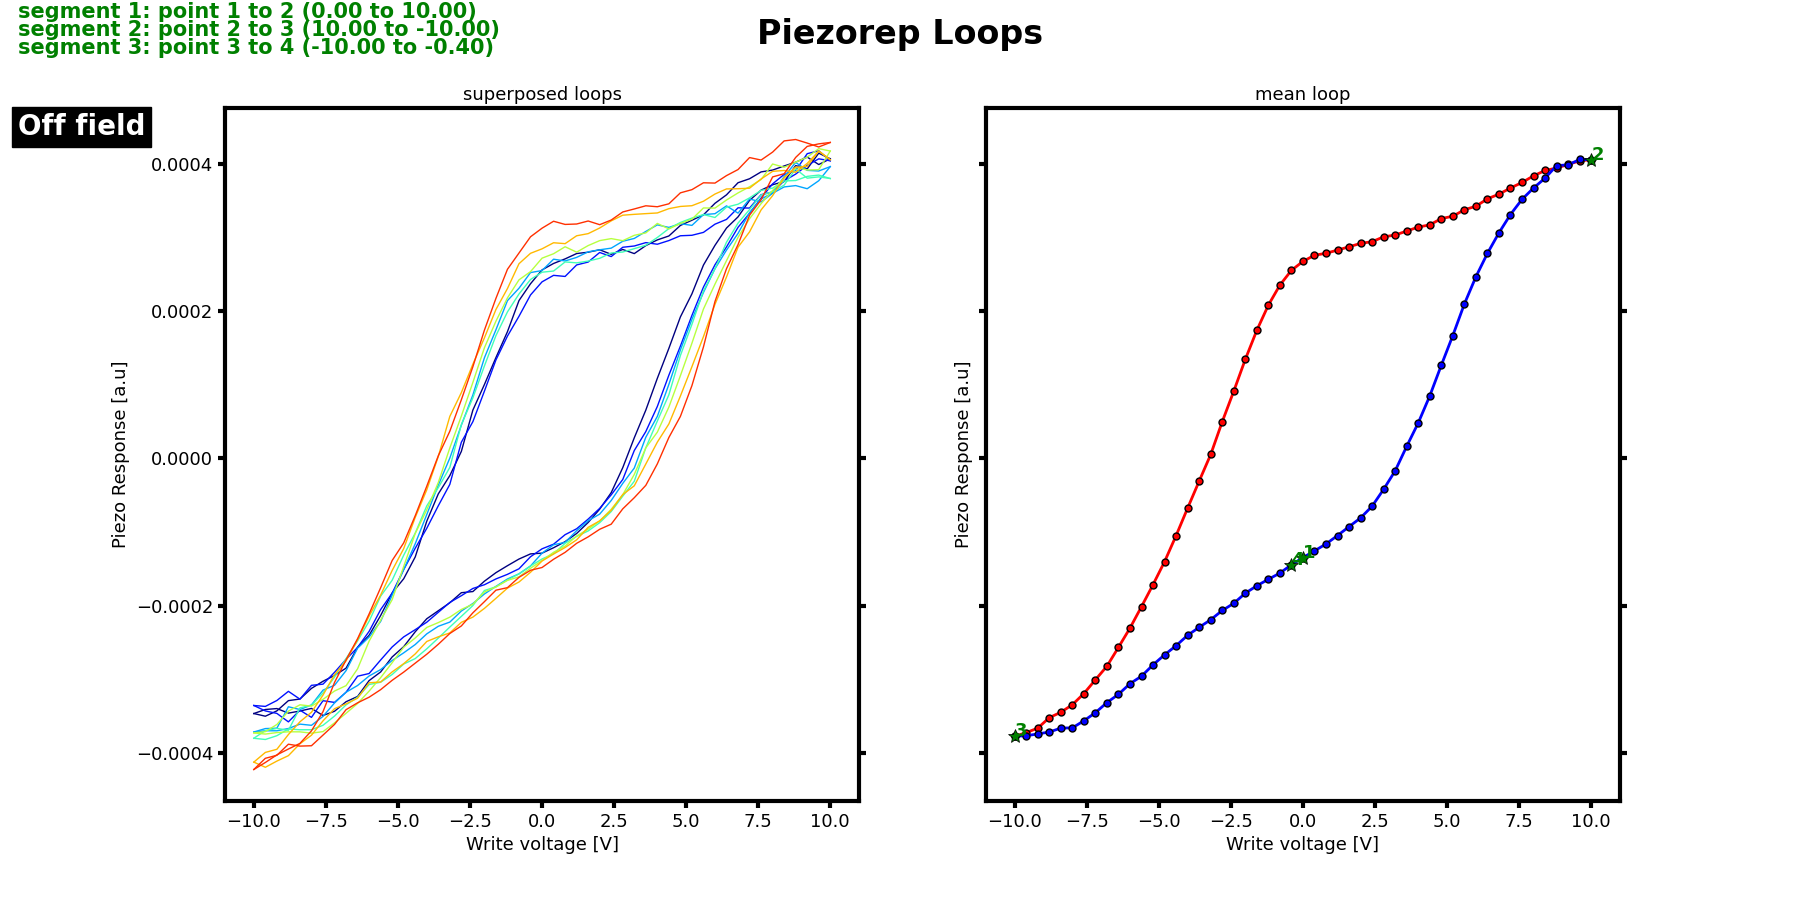 segment 1: point 1 to 2 (0.00 to 10.00)
segment 2: point 2 to 3 (10.00 to -10.00)
segment 3: point 3 to 4 (-10.00 to -0.40)
Piezorep Loops
Off field
superposed loops
0.0004
0.0002
0.0000
−0.0002
−0.0004
Piezo Response [a.u]
−10.0 −7.5 −5.0 −2.5 0.0 2.5 5.0 7.5 10.0
Write voltage [V]
mean loop
Piezo Response [a.u]
2
4 1
3
−10.0 −7.5 −5.0 −2.5 0.0 2.5 5.0 7.5 10.0
Write voltage [V]